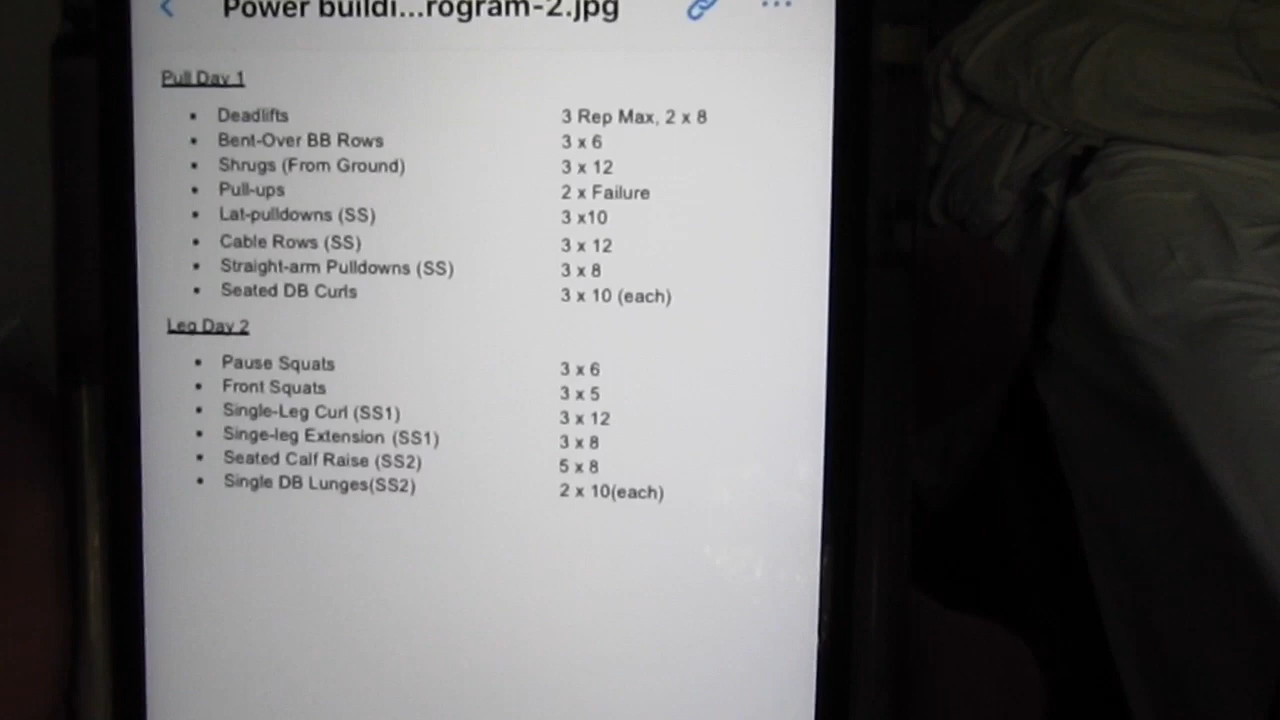 Power buildi...rogram-2.jpg
Pull Day 1
• Deadlifts 3 Rep Max, 2 x 8
• Bent-Over BB Rows 3 x 6
• Shrugs (From Ground) 3 x 12
• Pull-ups 2 x Failure
• Lat-pulldowns (SS) 3 x10
• Cable Rows (SS) 3 x 12
• Straight-arm Pulldowns (SS) 3 x 8
• Seated DB Curls 3 x 10 (each)
Leg Day 2
• Pause Squats 3 x 6
• Front Squats 3 x 5
• Single-Leg Curl (SS1) 3 x 12
• Singe-leg Extension (SS1) 3 x 8
• Seated Calf Raise (SS2) 5 x 8
• Single DB Lunges(SS2) 2 x 10(each)